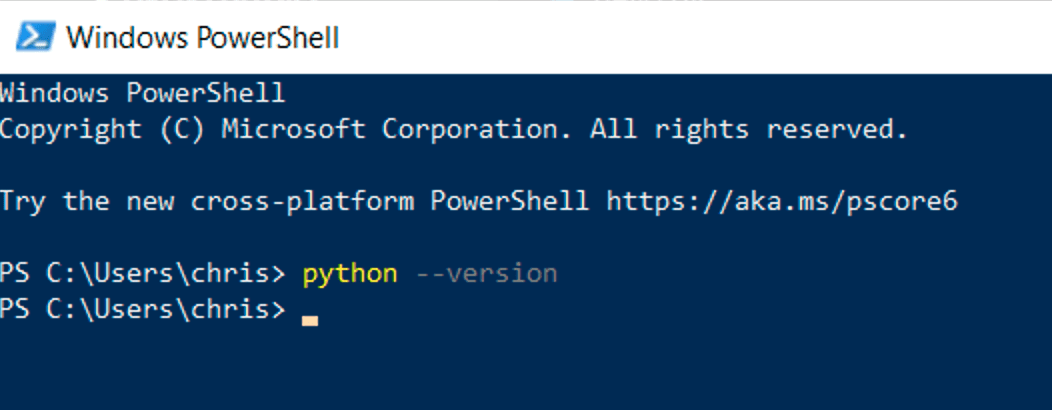 Windows PowerShell
Windows PowerShell
Copyright (C) Microsoft Corporation. All rights reserved.
Try the new cross-platform PowerShell https://aka.ms/pscore6
PS C:\Users\chris> python --version
PS C:\Users\chris>